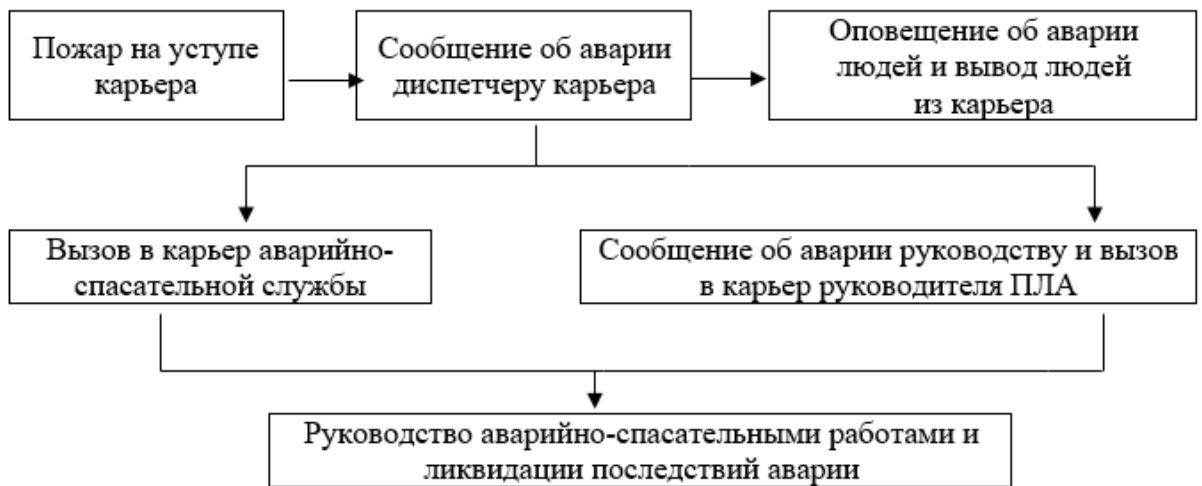 Пожар на уступе
карьера
Сообщение об аварии
диспетчеру карьера
Оповещение об аварии
людей и вывод людей
из карьера
Вызов в карьер аварийно-
спасательной службы
Сообщение об аварии руководству и вызов
в карьер руководителя ПЛА
Руководство аварийно-спасательными работами и
ликвидации последствий аварии